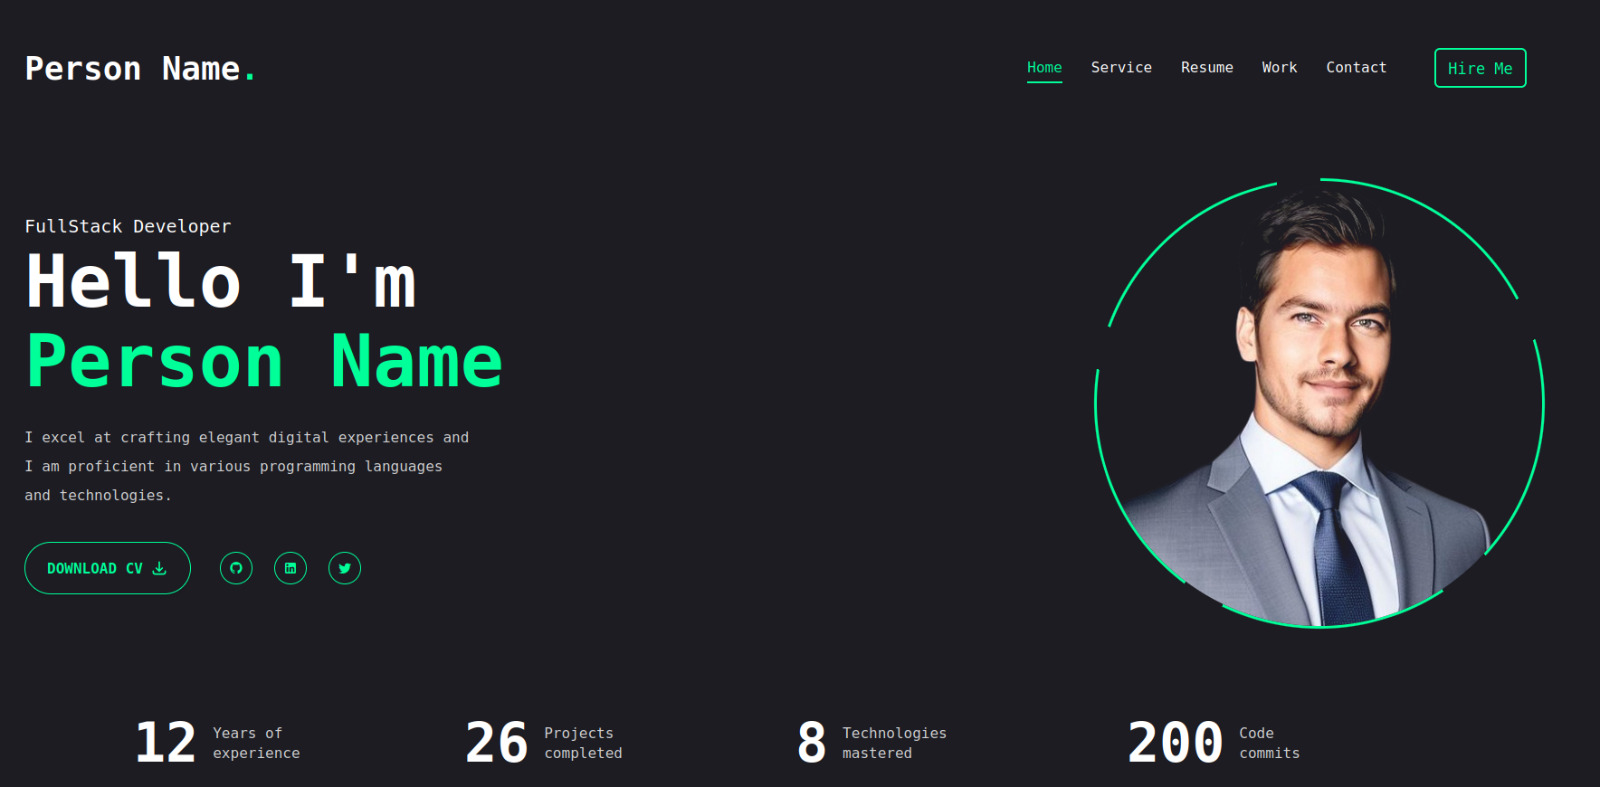 Person Name.
Home Service Resume Work Contact Hire Me
FullStack Developer
Hello I'm
Person Name
I excel at crafting elegant digital experiences and
I am proficient in various programming languages
and technologies.
DOWNLOAD CV
12 Years of
experience
26 Projects
completed
8 Technologies
mastered
200 Code
commits